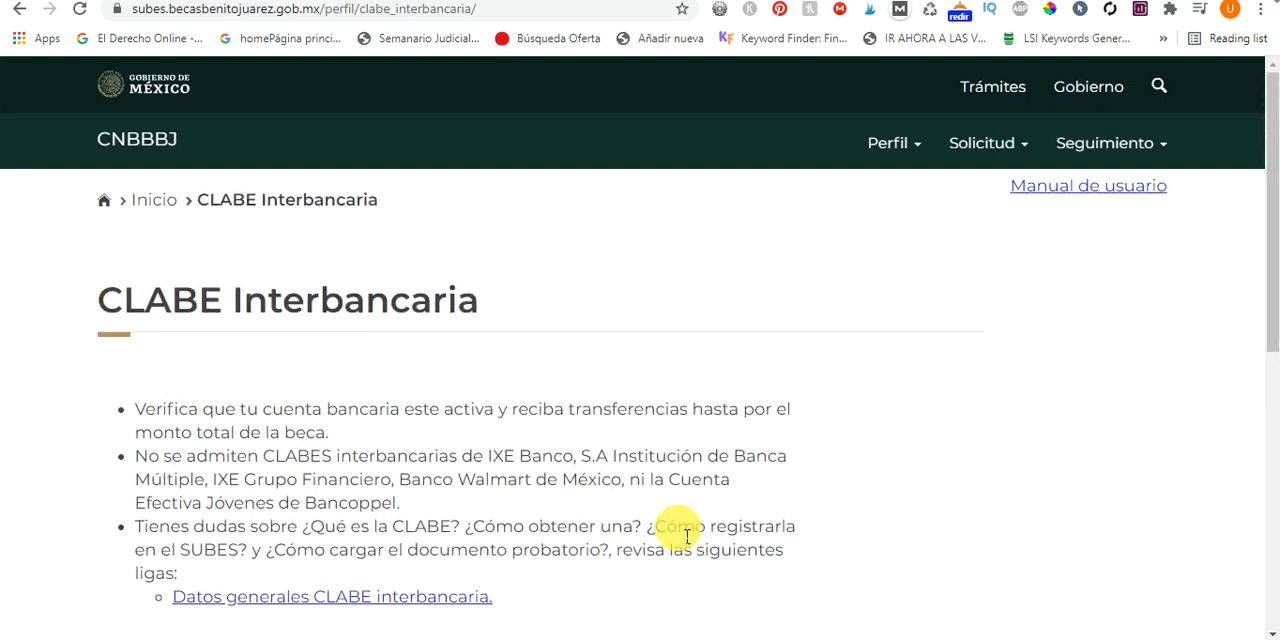 subes.becasbenitojuarez.gob.mx/perfil/clabe_interbancaria/
K
M
M
redir
IQ
ABP
U
Apps
El Derecho Online -...
homePágina princi...
Semanario Judicial...
Búsqueda Oferta
Añadir nueva
KF Keyword Finder: Fin...
IR AHORA A LAS V...
LSI Keywords Gener...
»
Reading list
GOBIERNO DE
MÉXICO
Trámites
Gobierno
CNBBBJ
Perfil
Solicitud
Seguimiento
Manual de usuario
Inicio
CLABE Interbancaria
CLABE Interbancaria
Verifica que tu cuenta bancaria este activa y reciba transferencias hasta por el
monto total de la beca.
No se admiten CLABES interbancarias de IXE Banco, S.A Institución de Banca
Múltiple, IXE Grupo Financiero, Banco Walmart de México, ni la Cuenta
Efectiva Jóvenes de Bancoppel.
Tienes dudas sobre ¿Qué es la CLABE? ¿Cómo obtener una? ¿Cómo registrarla
en el SUBES? y ¿Cómo cargar el documento probatorio?, revisa las siguientes
ligas:
Datos generales CLABE interbancaria.